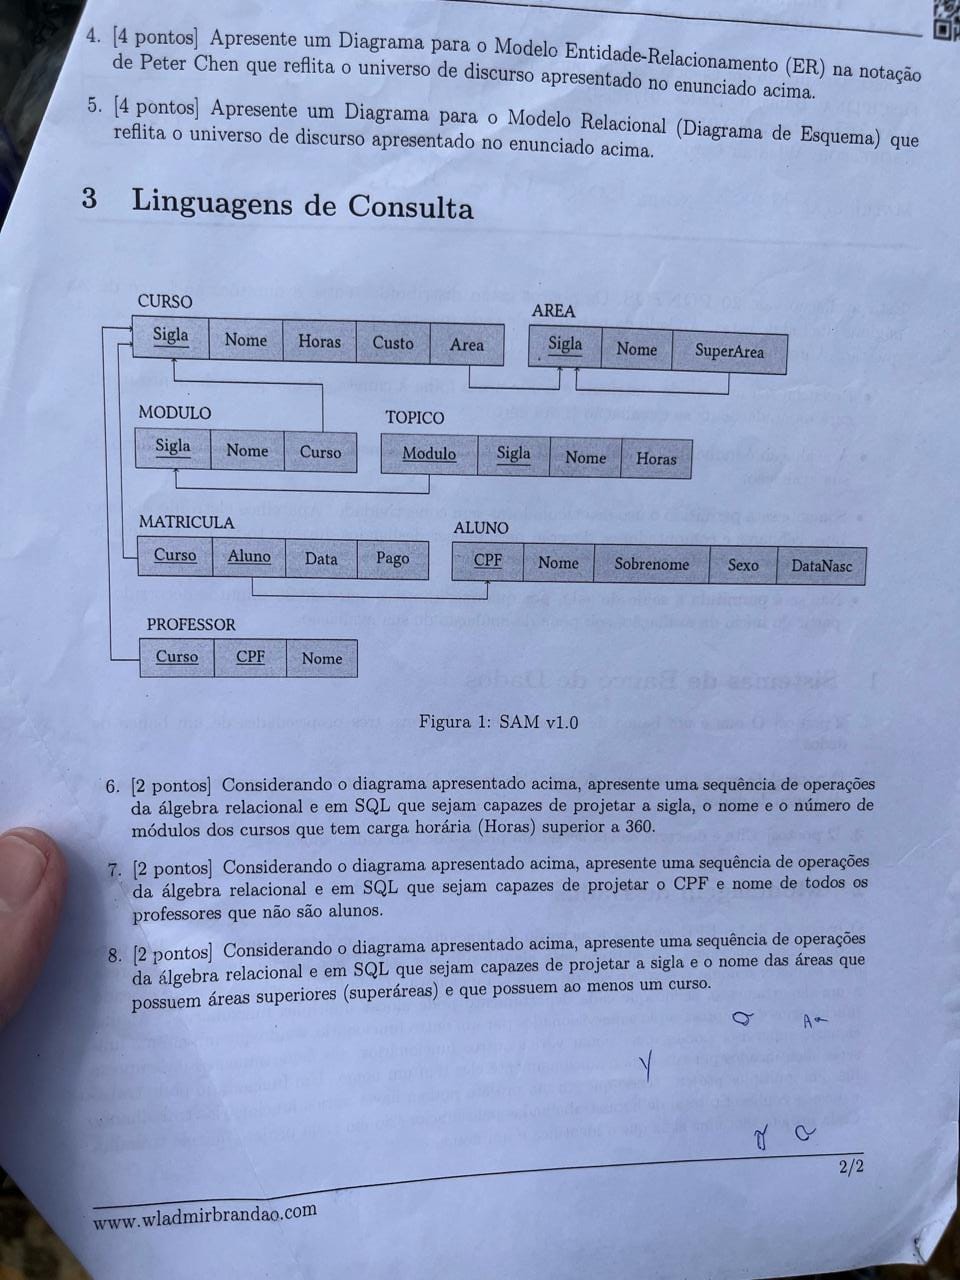 4. [4 pontos] Apresente um Diagrama para o Modelo Entidade-Relacionamento (ER) na notação
de Peter Chen que reflita o universo de discurso apresentado no enunciado acima.
5. [4 pontos] Apresente um Diagrama para o Modelo Relacional (Diagrama de Esquema) que
reflita o universo de discurso apresentado no enunciado acima.
3 Linguagens de Consulta
CURSO
Sigla Nome Horas Custo Area
AREA
Sigla Nome SuperArea
MODULO
Sigla Nome Curso
TOPICO
Modulo Sigla Nome Horas
MATRICULA
Curso Aluno Data Pago
ALUNO
CPF Nome Sobrenome Sexo DataNasc
PROFESSOR
Curso CPF Nome
Figura 1: SAM v1.0
6. [2 pontos] Considerando o diagrama apresentado acima, apresente uma sequência de operações
da álgebra relacional e em SQL que sejam capazes de projetar a sigla, o nome e o número de
módulos dos cursos que tem carga horária (Horas) superior a 360.
7. [2 pontos] Considerando o diagrama apresentado acima, apresente uma sequência de operações
da álgebra relacional e em SQL que sejam capazes de projetar o CPF e nome de todos os
professores que não são alunos.
8. [2 pontos] Considerando o diagrama apresentado acima, apresente uma sequência de operações
da álgebra relacional e em SQL que sejam capazes de projetar a sigla e o nome das áreas que
possuem áreas superiores (superáreas) e que possuem ao menos um curso.
2/2
www.wladmirbrandao.com